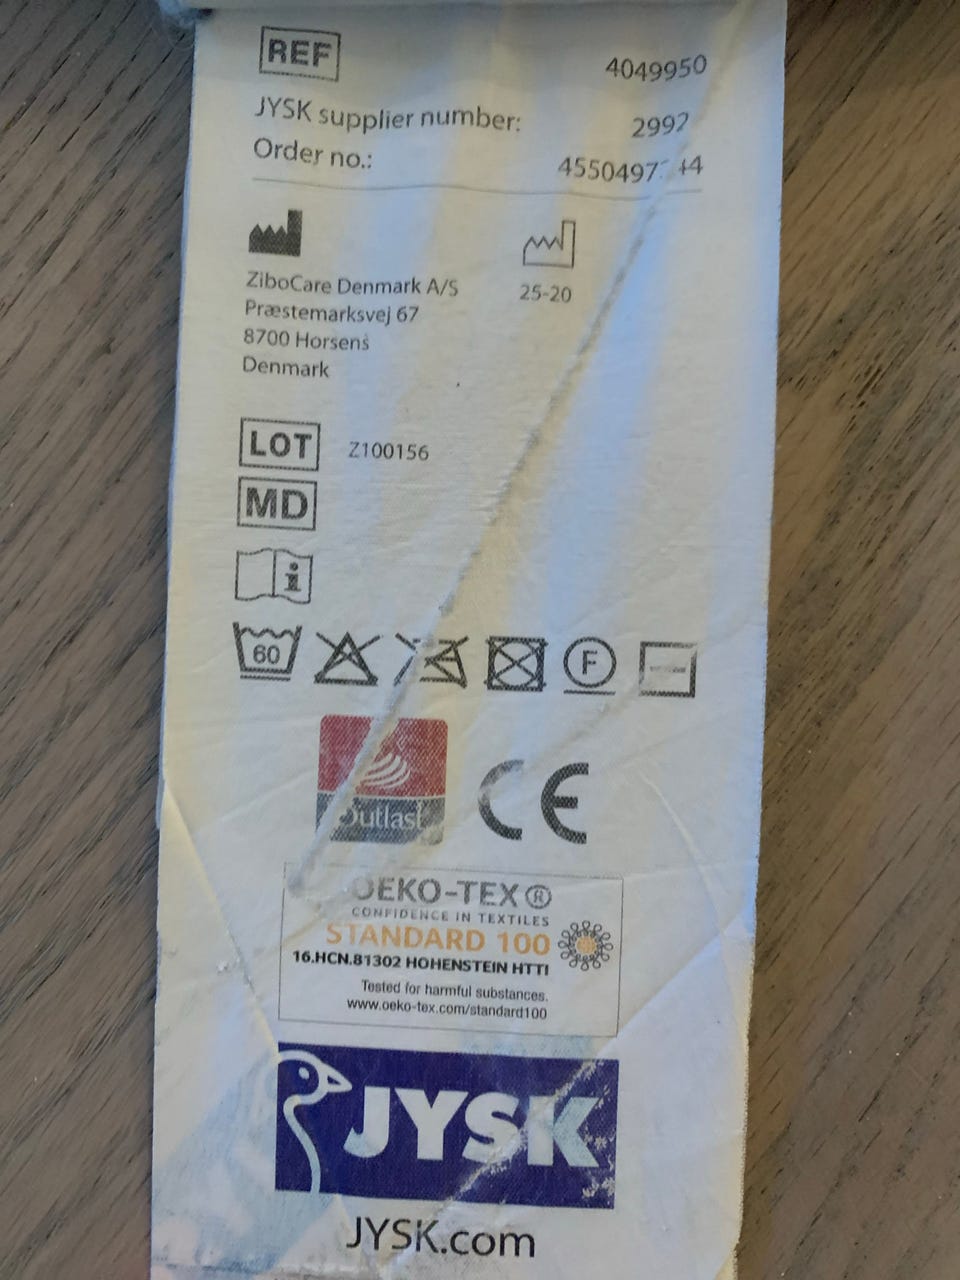 REF 4049950
JYSK supplier number: 2992
Order no.:
ZiboCare Denmark A/S
Præstemarksvej 67
8700 Horsens
Denmark
25-20
LOT Z100156
MD
i
60 F
Outlast
CE
OEKO-TEX®
CONFIDENCE IN TEXTILES
STANDARD 100
16.HCN.81302 HOHENSTEIN HTTI
Tested for harmful substances.
www.oeko-tex.com/standard100
JYSK
JYSK.com